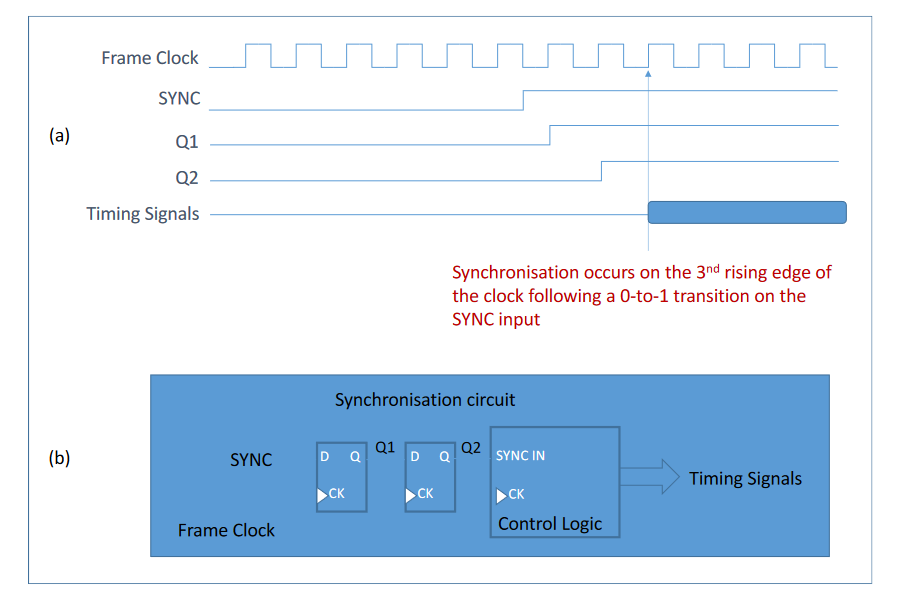 Frame Clock
SYNC
(a)
Q1
Q2
Timing Signals
Synchronisation occurs on the 3nd rising edge of
the clock following a 0-to-1 transition on the
SYNC input
Synchronisation circuit
(b)
SYNC
D Q
Q1
D Q
Q2
SYNC IN
CK
CK
CK
Timing Signals
Frame Clock
Control Logic